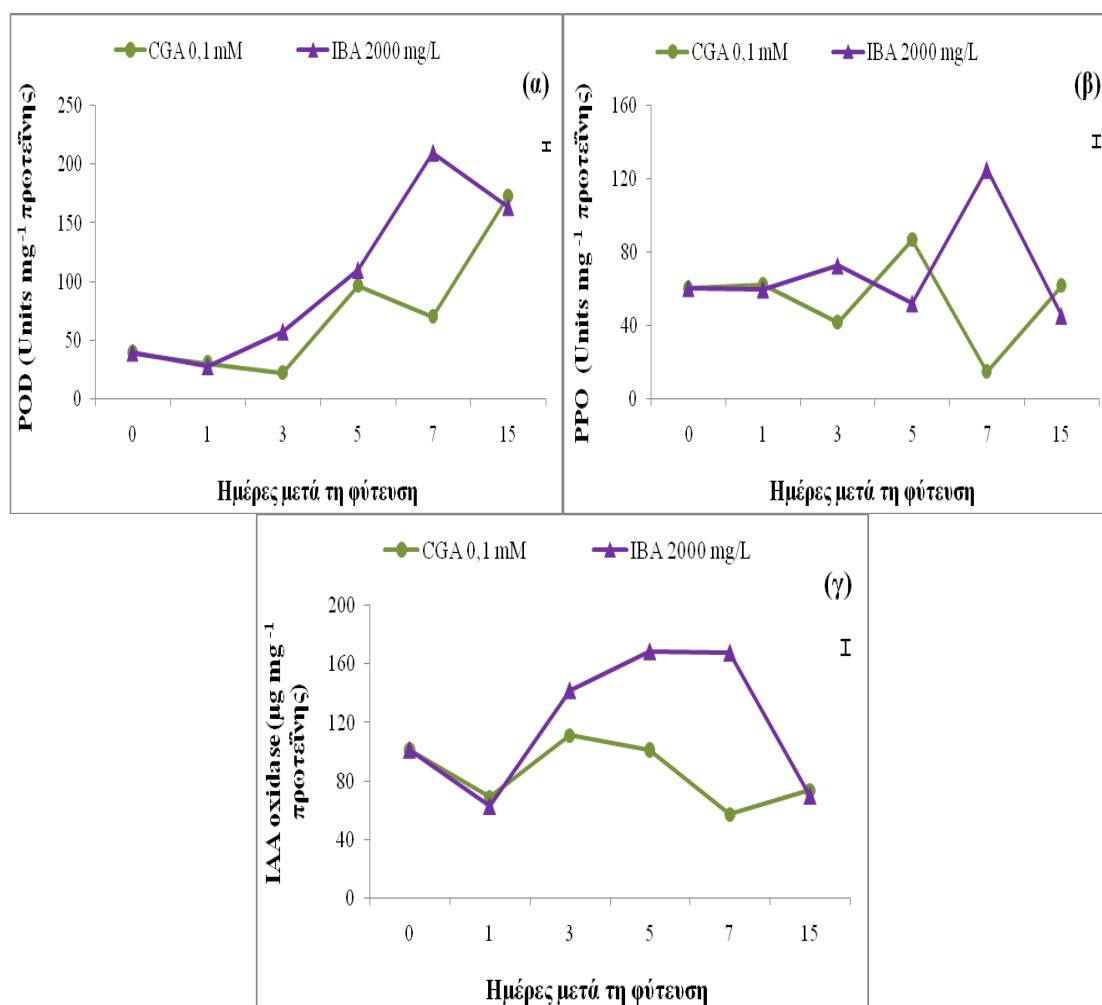 CGA 0,1 mM IBA 2000 mg/L
(α)
POD (Units mg⁻¹ πρωτεΐνης)
250
200
150
100
50
0
0 1 3 5 7 15
Ημέρες μετά τη φύτευση
CGA 0,1 mM IBA 2000 mg/L
(β)
PPO (Units mg⁻¹ πρωτεΐνης)
160
120
80
40
0
0 1 3 5 7 15
Ημέρες μετά τη φύτευση
CGA 0,1 mM IBA 2000 mg/L
(γ)
IAA oxidase (μg mg⁻¹
πρωτεΐνης)
200
160
120
80
40
0
0 1 3 5 7 15
Ημέρες μετά τη φύτευση